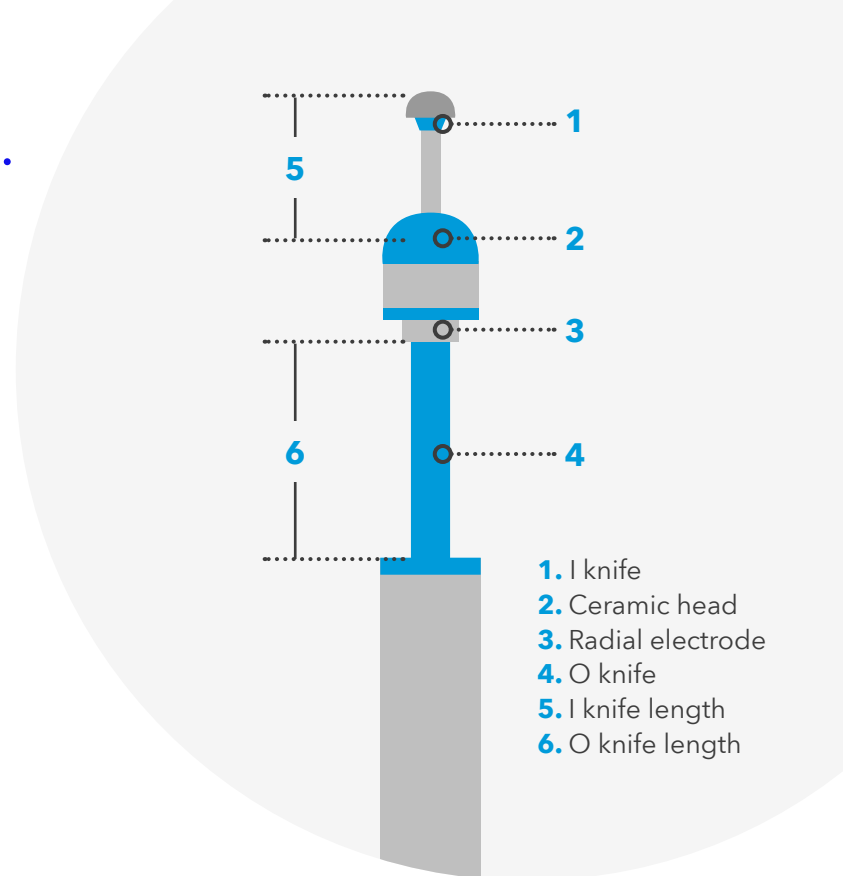 1
5
2
3
6
4
1. I knife
2. Ceramic head
3. Radial electrode
4. O knife
5. I knife length
6. O knife length